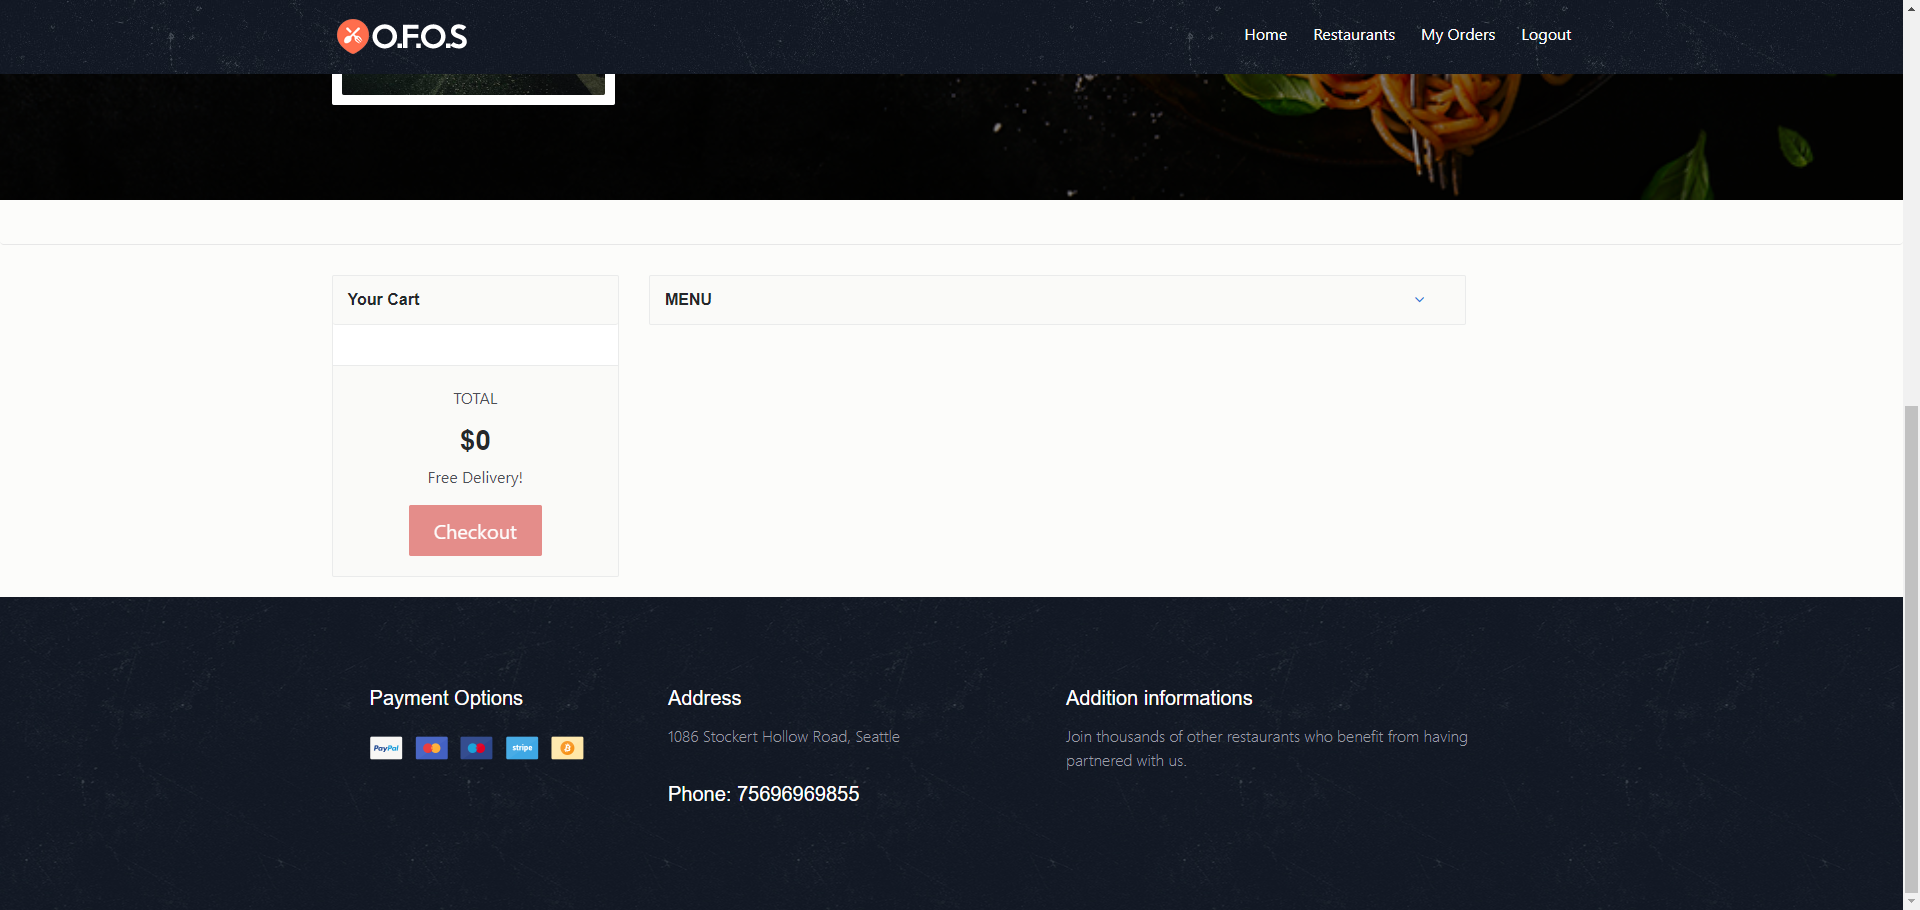 O.F.O.S
Home
Restaurants
My Orders
Logout
Your Cart
TOTAL
$0
Free Delivery!
Checkout
MENU
Payment Options
PayPal
stripe
Address
1086 Stockert Hollow Road, Seattle
Phone: 75696969855
Addition informations
Join thousands of other restaurants who benefit from having
partnered with us.